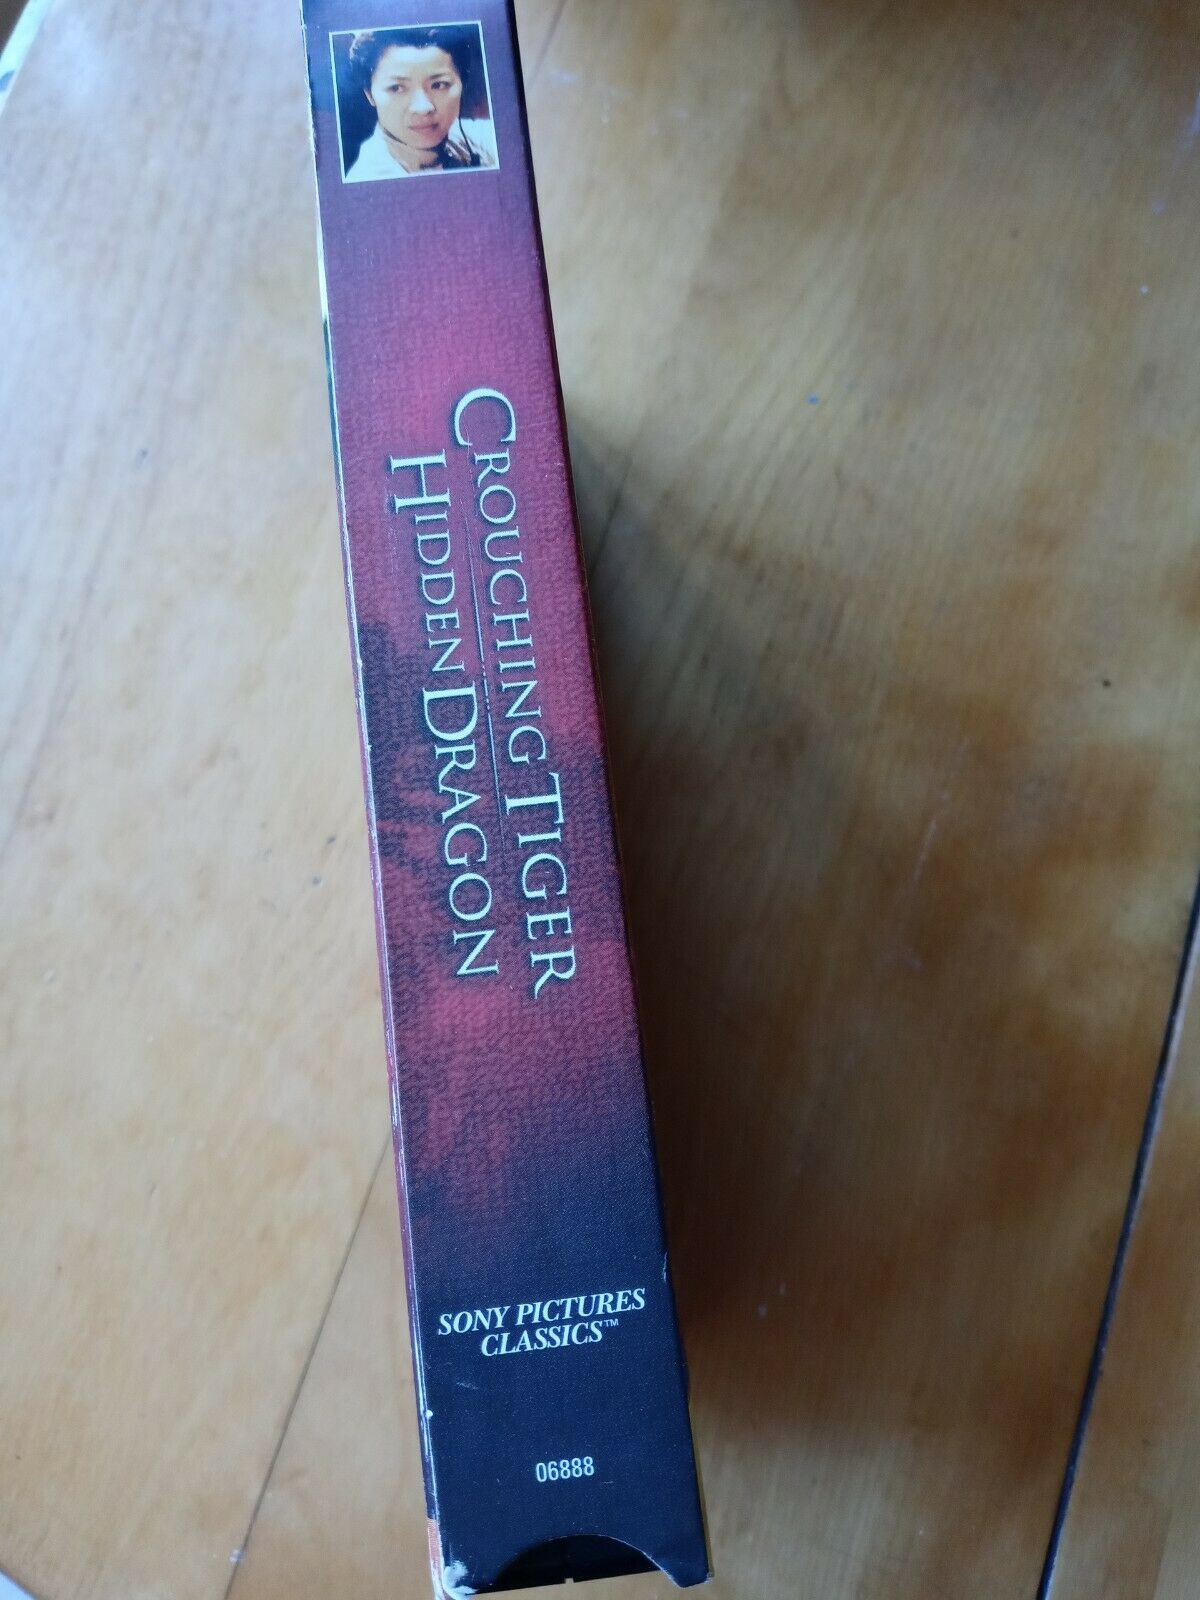 CROUCHING TIGER
HIDDEN DRAGON
SONY PICTURES
CLASSICS™
06888